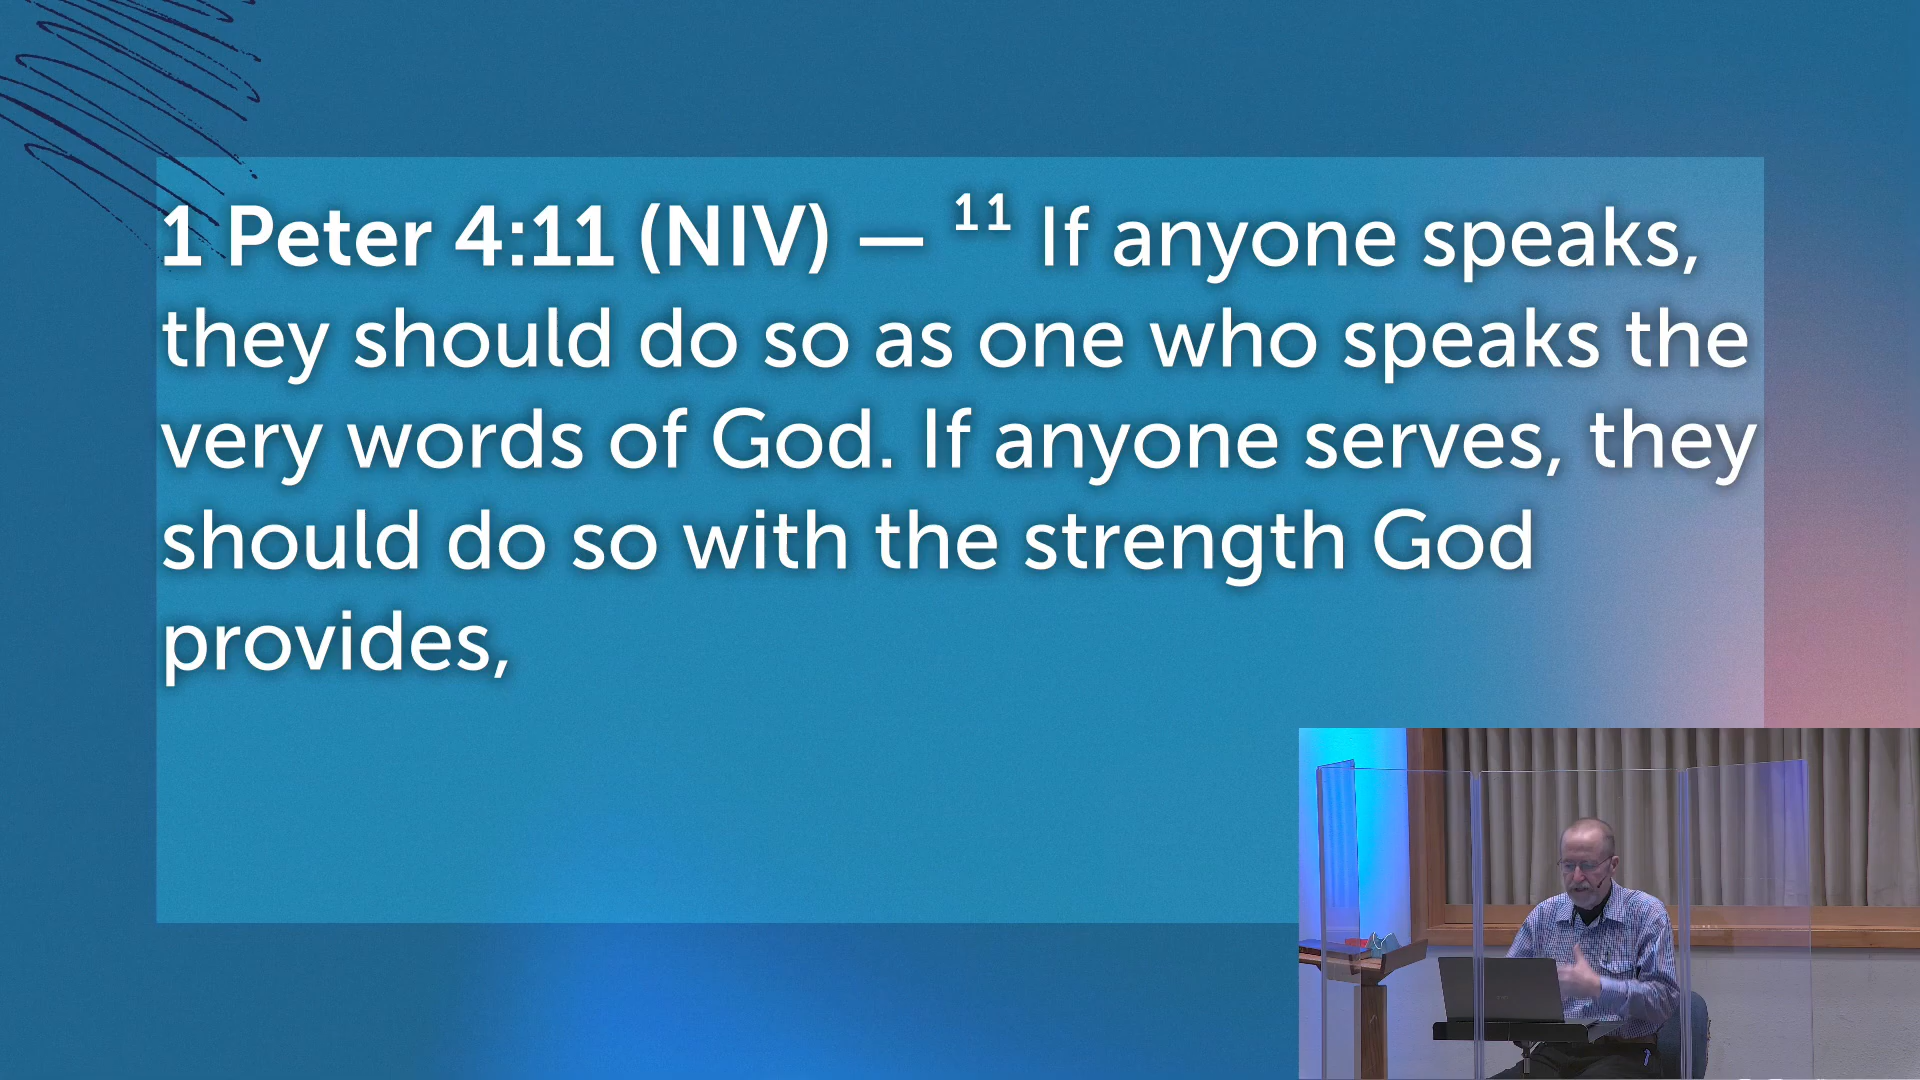 1 Peter 4:11 (NIV) — 11 If anyone speaks,
they should do so as one who speaks the
very words of God. If anyone serves, they
should do so with the strength God
provides,